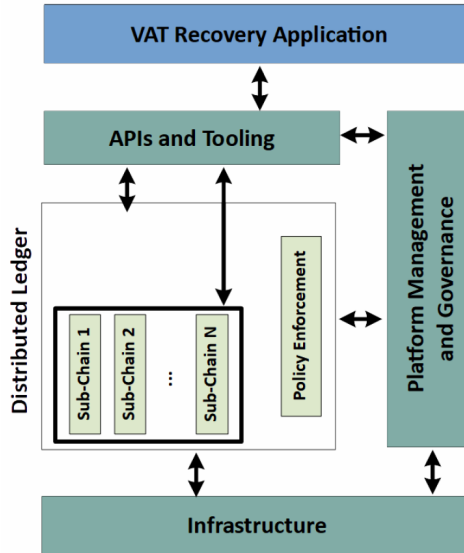 VAT Recovery Application
APIs and Tooling
Platform Management
and Governance
Distributed Ledger
Sub-Chain 1
Sub-Chain 2
...
Sub-Chain N
Policy Enforcement
Infrastructure